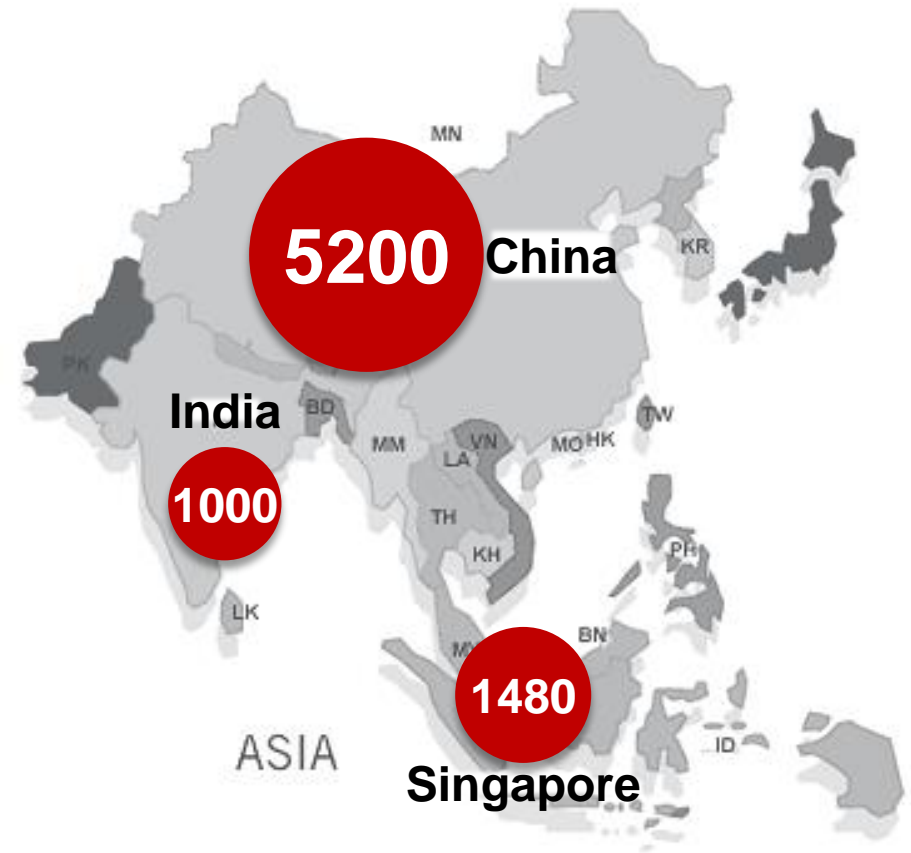 MN
5200
China
KR
PK
India
BD
TW
MM
VN
MO
HK
LA
1000
TH
KH
PH
LK
BN
MY
1480
ID
ASIA
Singapore